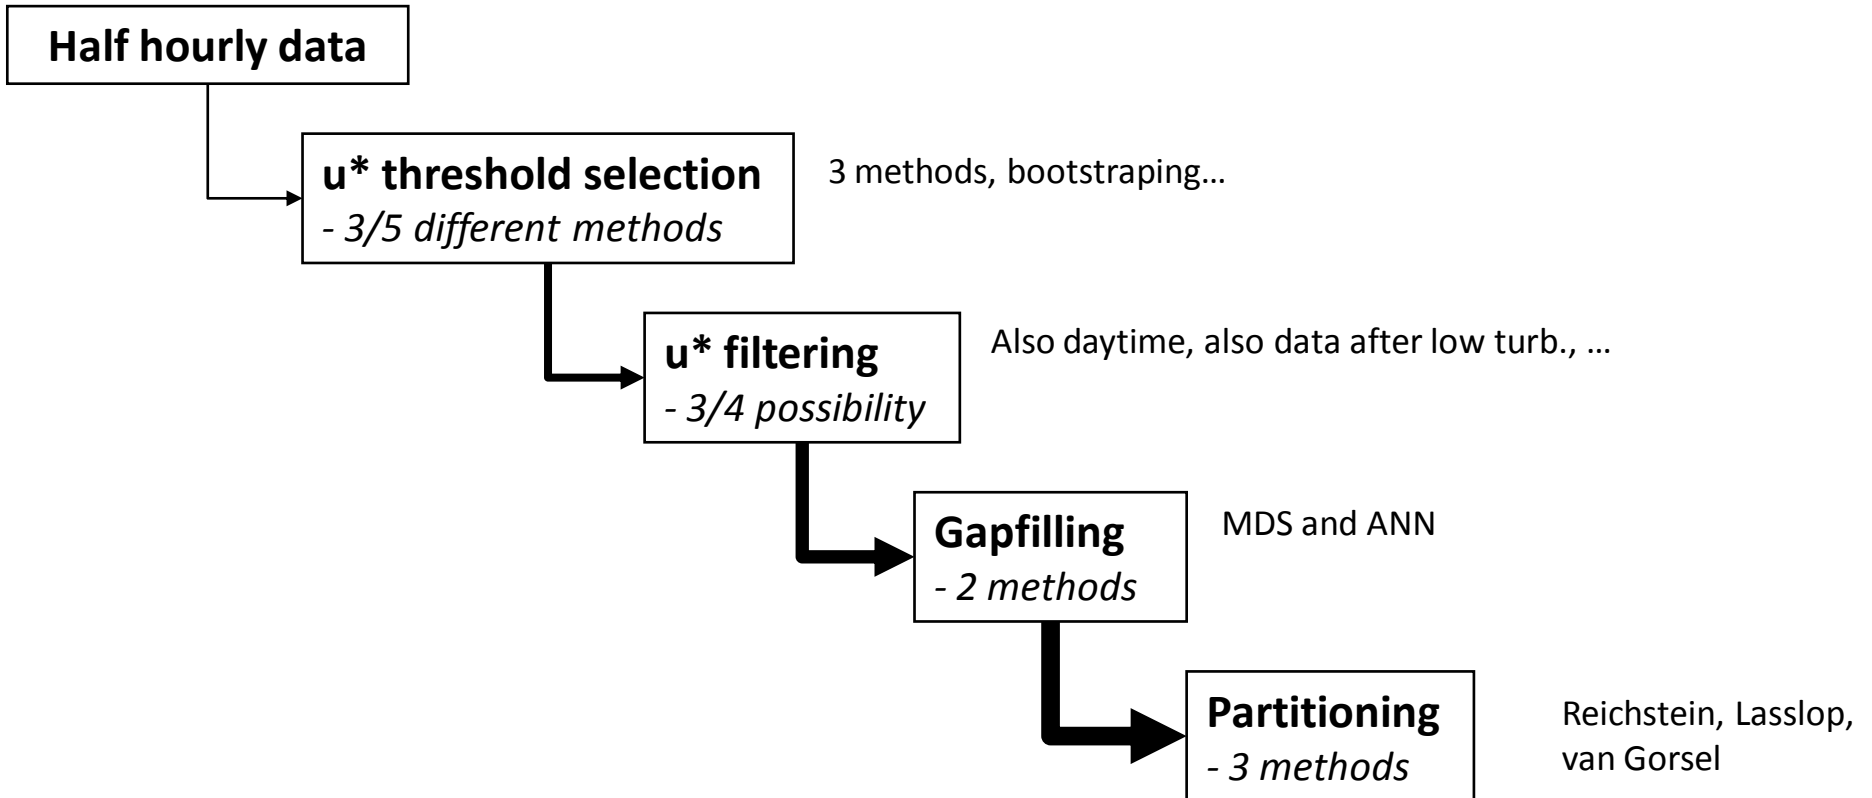 Half hourly data
u* threshold selection
- 3/5 different methods
3 methods, bootstraping…
u* filtering
- 3/4 possibility
Also daytime, also data after low turb., …
Gapfilling
- 2 methods
MDS and ANN
Partitioning
- 3 methods
Reichstein, Lasslop,
van Gorsel